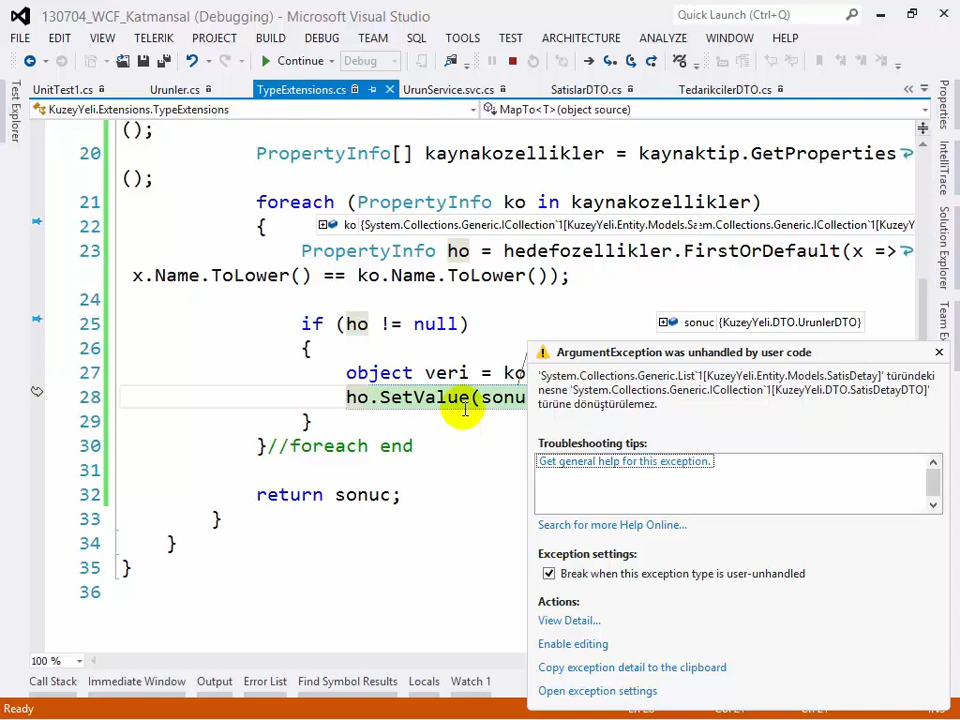 130704_WCF_Katmansal (Debugging) - Microsoft Visual Studio
Quick Launch (Ctrl+Q)
FILE EDIT VIEW TELERIK PROJECT BUILD DEBUG TEAM SQL TOOLS TEST ARCHITECTURE ANALYZE WINDOW HELP
Continue Debug
UnitTest1.cs Urunler.cs TypeExtensions.cs UrunService.svc.cs SatislarDTO.cs TedarikcilerDTO.cs
KuzeyYeli.Extensions.TypeExtensions MapTo<T>(object source)
Test Explorer
Properties
IntelliTrace
Solution Explorer
Team E
();
20 PropertyInfo[] kaynakozellikler = kaynaktip.GetProperties
();
21 foreach (PropertyInfo ko in kaynakozellikler)
22 {
ko {System.Collections.Generic.ICollection`1[KuzeyYeli.Entity.Models.
23 PropertyInfo ho = hedefozellikler.FirstOrDefault(x =>
x.Name.ToLower() == ko.Name.ToLower());
24
25 if (ho != null)
sonuc {KuzeyYeli.DTO.UrunlerDTO}
26 {
27 object veri = ko
28 ho.SetValue(sonu
29 }
30 }//foreach end
31
32 return sonuc;
33 }
34 }
35 }
36
ArgumentException was unhandled by user code
'System.Collections.Generic.List`1[KuzeyYeli.Entity.Models.SatisDetay]' türündeki
nesne 'System.Collections.Generic.ICollection`1[KuzeyYeli.DTO.SatisDetayDTO]'
türüne dönüştürülemez.
Troubleshooting tips:
Get general help for this exception.
Search for more Help Online...
Exception settings:
Break when this exception type is user-unhandled
Actions:
View Detail...
Enable editing
Copy exception detail to the clipboard
Open exception settings
100 %
Call Stack Immediate Window Output Error List Find Symbol Results Locals Watch 1
Ready